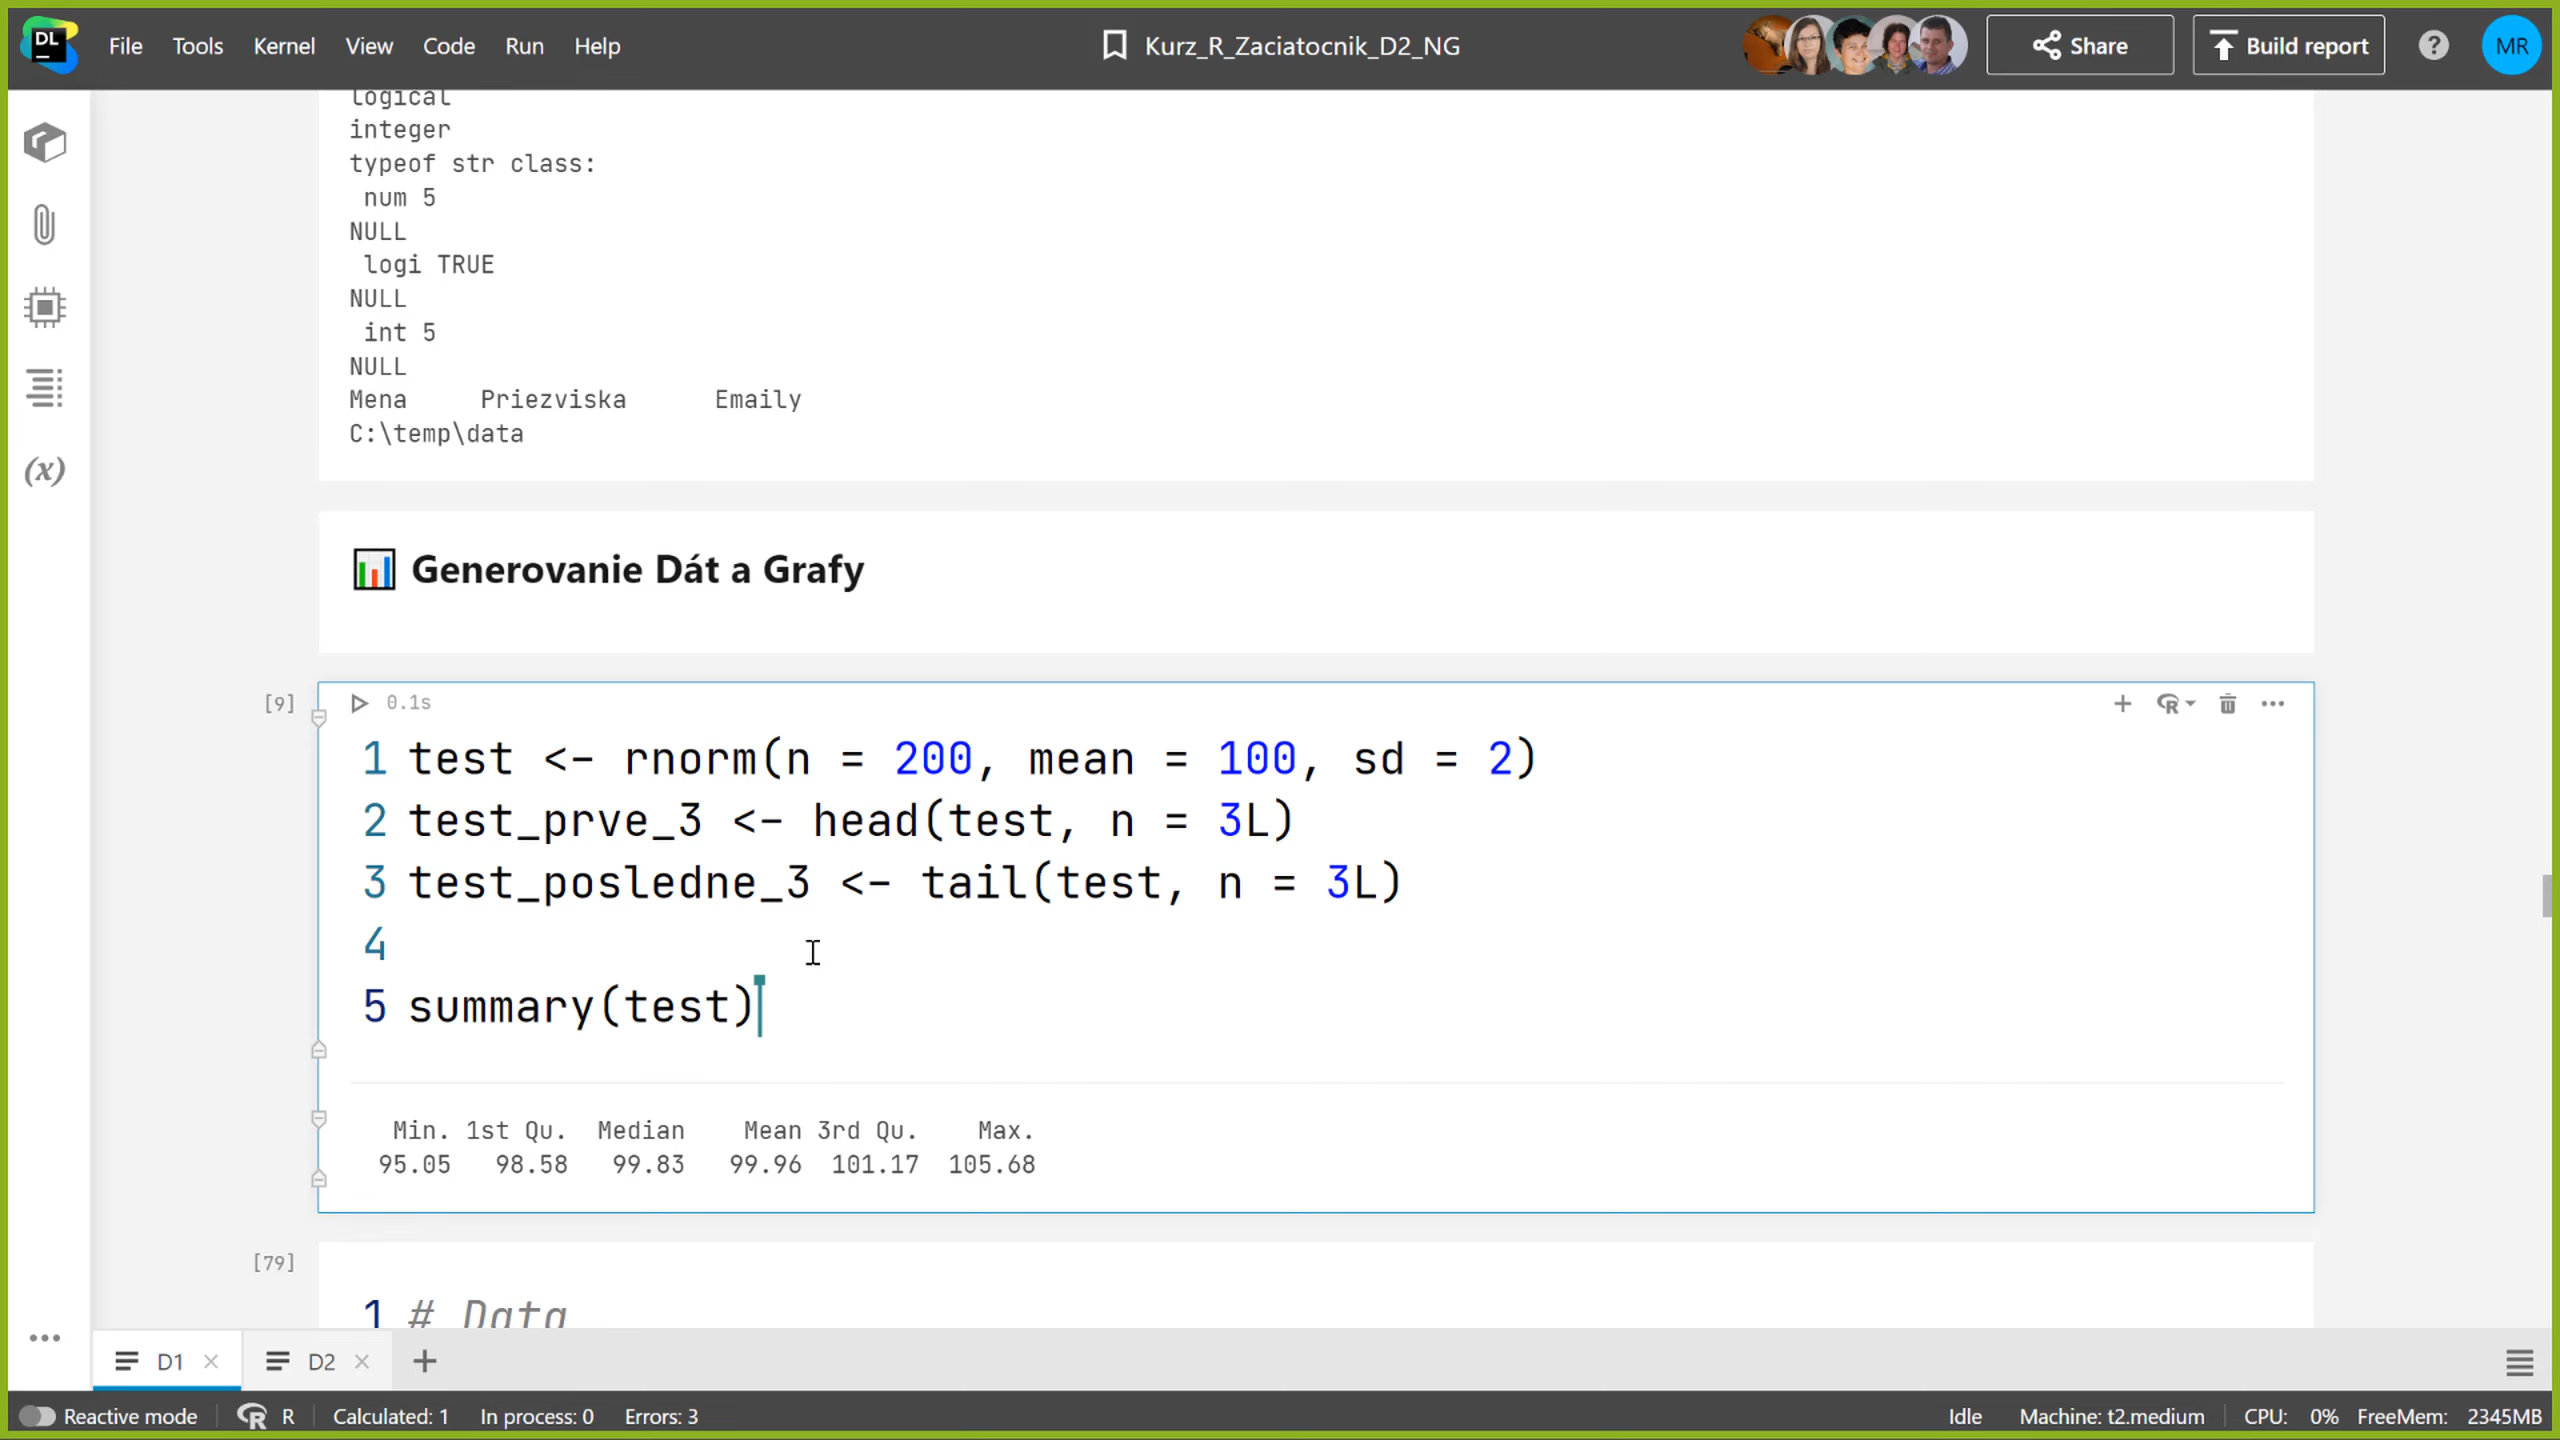 DL
File Tools Kernel View Code Run Help
Kurz_R_Zaciatocnik_D2_NG
Share
Build report
?
MR
logical
integer
typeof str class:
num 5
NULL
logi TRUE
NULL
int 5
NULL
Mena Priezviska Emaily
C:\temp\data
(x)
Generovanie Dát a Grafy
[9]
0.1s
R
1 test <- rnorm(n = 200, mean = 100, sd = 2)
2 test_prve_3 <- head(test, n = 3L)
3 test_posledne_3 <- tail(test, n = 3L)
4
5 summary(test)
Min. 1st Qu. Median Mean 3rd Qu. Max.
95.05 98.58 99.83 99.96 101.17 105.68
[79]
1 # Data
D1 D2
Reactive mode R R Calculated: 1 In process: 0 Errors: 3 Idle Machine: t2.medium CPU: 0% FreeMem: 2345MB